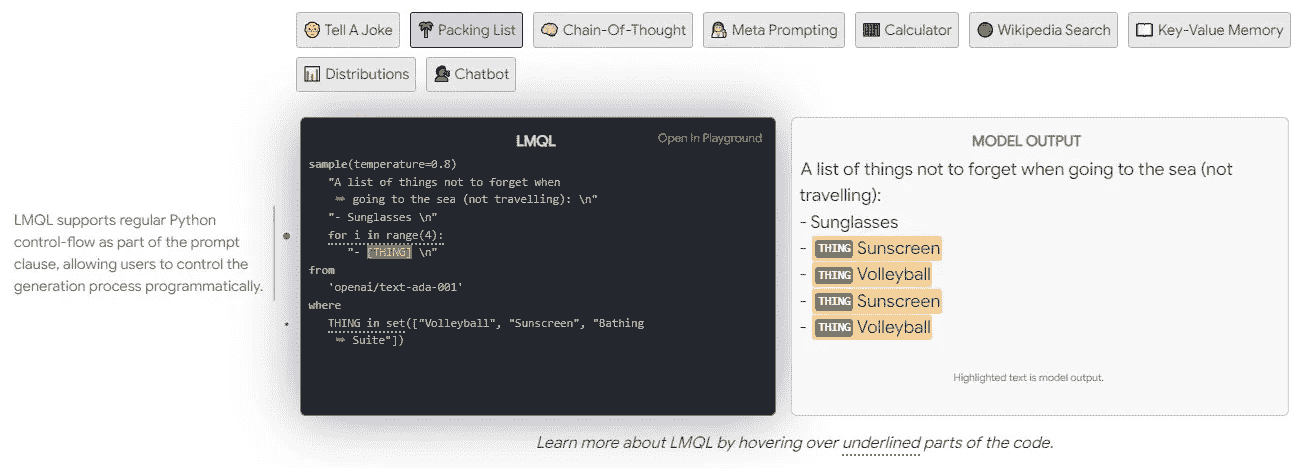 Tell A Joke
Packing List
Chain-Of-Thought
Meta Prompting
Calculator
Wikipedia Search
Key-Value Memory
Distributions
Chatbot
LMQL supports regular Python
control-flow as part of the prompt
clause, allowing users to control the
generation process programmatically.
LMQL
Open In Playground
sample(temperature=0.8)
"A list of things not to forget when
going to the sea (not travelling): \n"
"- Sunglasses \n"
for i in range(4):
"- [THING] \n"
from
'openai/text-ada-001'
where
THING in set(["Volleyball", "Sunscreen", "Bathing
Suite"])
MODEL OUTPUT
A list of things not to forget when going to the sea (not
travelling):
- Sunglasses
- THING Sunscreen
- THING Volleyball
- THING Sunscreen
- THING Volleyball
Highlighted text is model output.
Learn more about LMQL by hovering over underlined parts of the code.